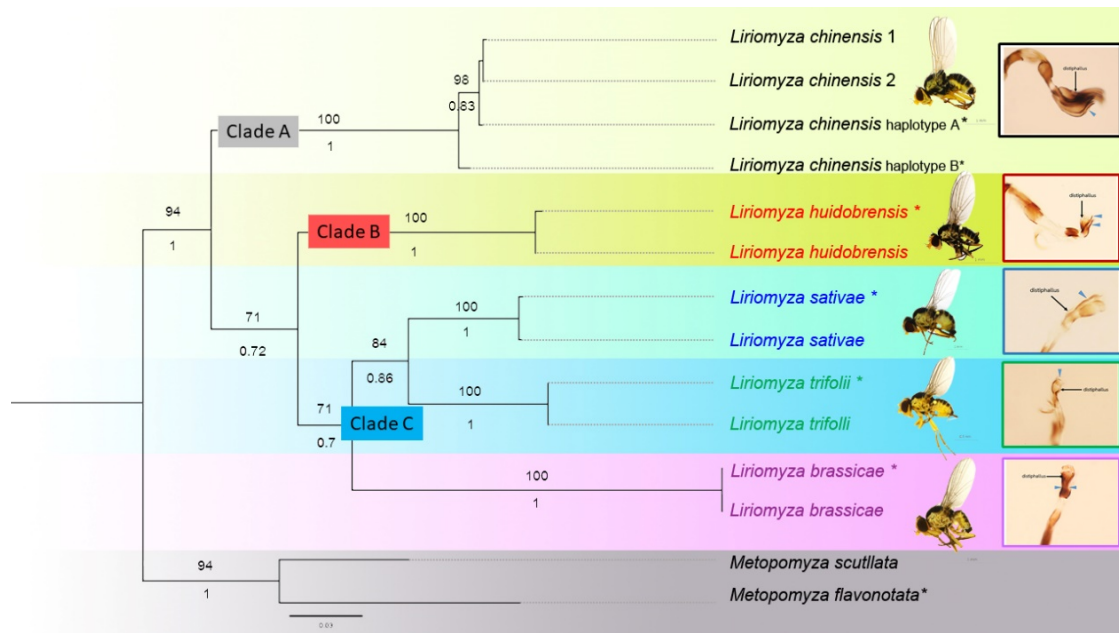 Liriomyza chinensis 1
98
Liriomyza chinensis 2
0.83
distiphallus
100
Clade A
Liriomyza chinensis haplotype A*
1
Liriomyza chinensis haplotype B*
94
1
100
Clade B
1
Liriomyza huidobrensis *
Liriomyza huidobrensis
distiphallus
71
0.72
100
1
Liriomyza sativae *
Liriomyza sativae
distiphallus
84
0.86
100
1
Liriomyza trifolii *
Liriomyza trifolli
distiphallus
71
0.7
Clade C
100
1
Liriomyza brassicae *
Liriomyza brassicae
distiphallus
94
1
Metopomyza scutllata
Metopomyza flavonotata*
0.03